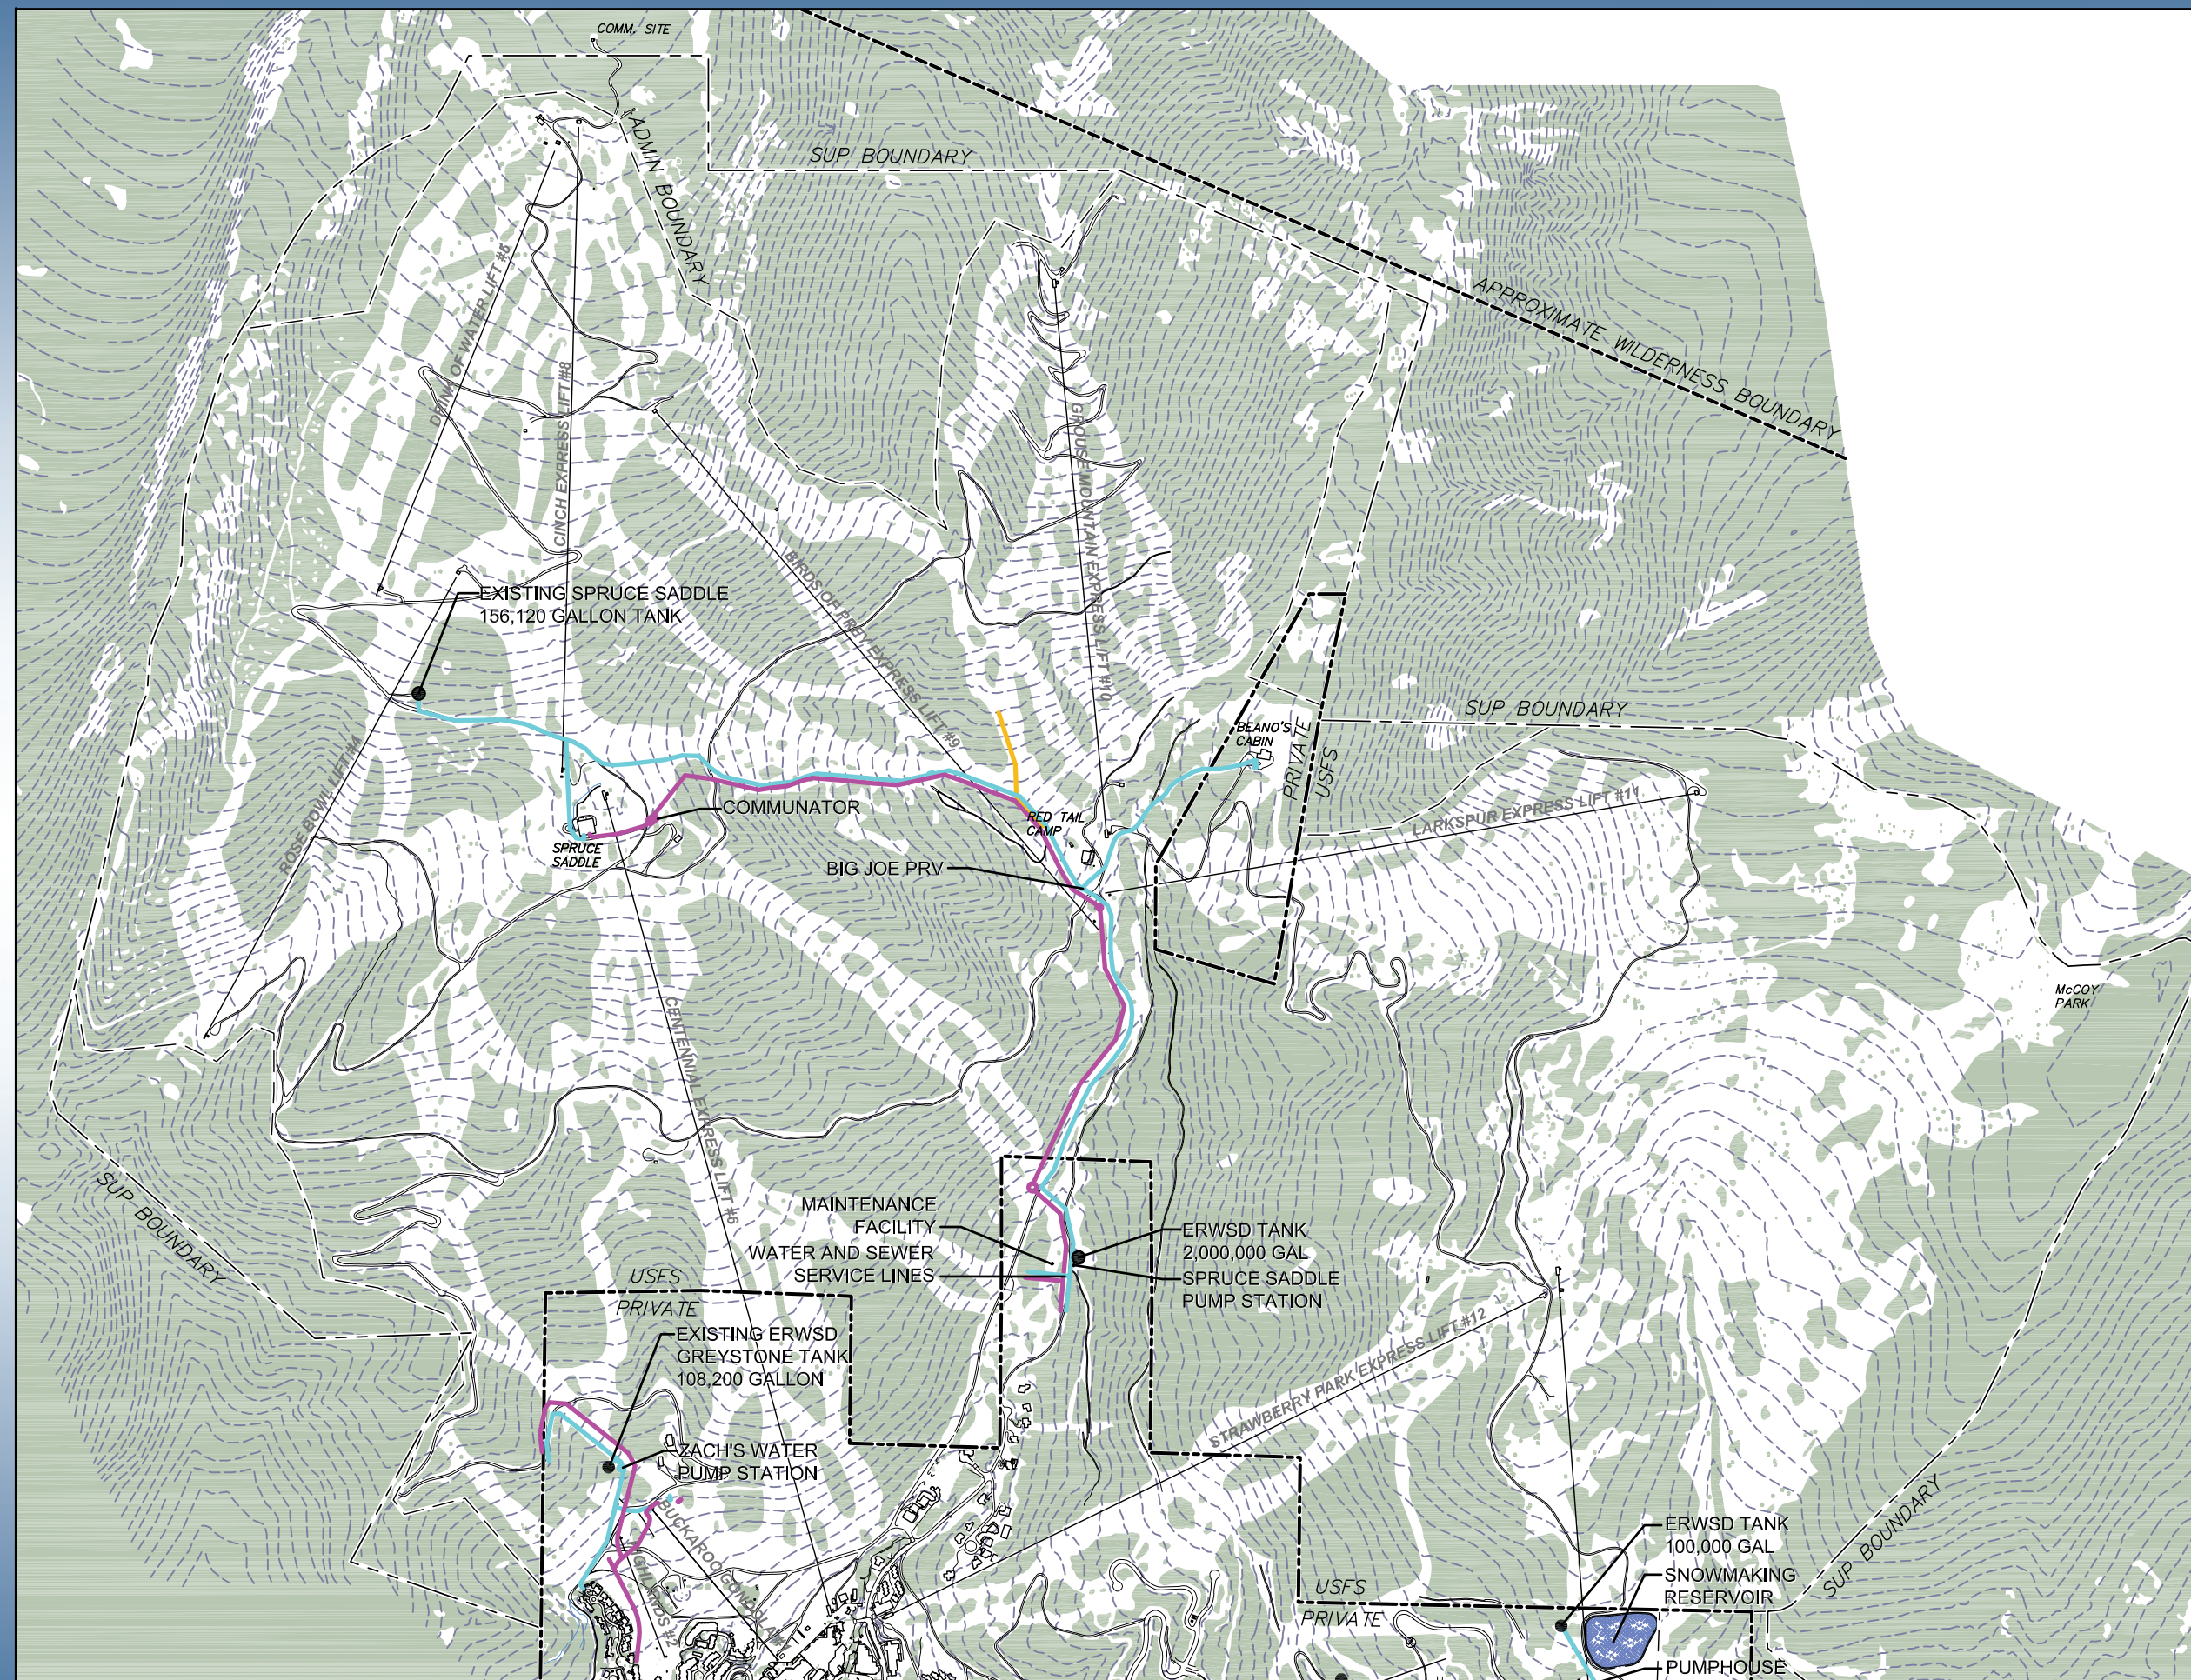 COMM. SITE
ADMIN BOUNDARY
SUP BOUNDARY
APPROXIMATE WILDERNESS BOUNDARY
DRINK OF WATER LIFT #5
CINCH EXPRESS LIFT #8
GROUSE MOUNTAIN EXPRESS LIFT #10
BIRDS OF PREY EXPRESS LIFT #9
EXISTING SPRUCE SADDLE
156,120 GALLON TANK
SUP BOUNDARY
BEANO'S
CABIN
PRIVATE
USFS
ROSE BOWL LIFT #4
COMMUNATOR
RED TAIL
CAMP
LARKSPUR EXPRESS LIFT #11
SPRUCE
SADDLE
BIG JOE PRV
McCOY
PARK
CENTENNIAL EXPRESS LIFT #6
SUP BOUNDARY
MAINTENANCE
FACILITY
WATER AND SEWER
SERVICE LINES
ERWSD TANK
2,000,000 GAL
SPRUCE SADDLE
PUMP STATION
USFS
PRIVATE
EXISTING ERWSD
GREYSTONE TANK
108,200 GALLON
STRAWBERRY PARK EXPRESS LIFT #12
ZACH'S WATER
PUMP STATION
BUCKAROO GONDOLA
HIGHLANDS #2
USFS
PRIVATE
ERWSD TANK
100,000 GAL
SNOWMAKING
RESERVOIR
SUP BOUNDARY
PUMPHOUSE